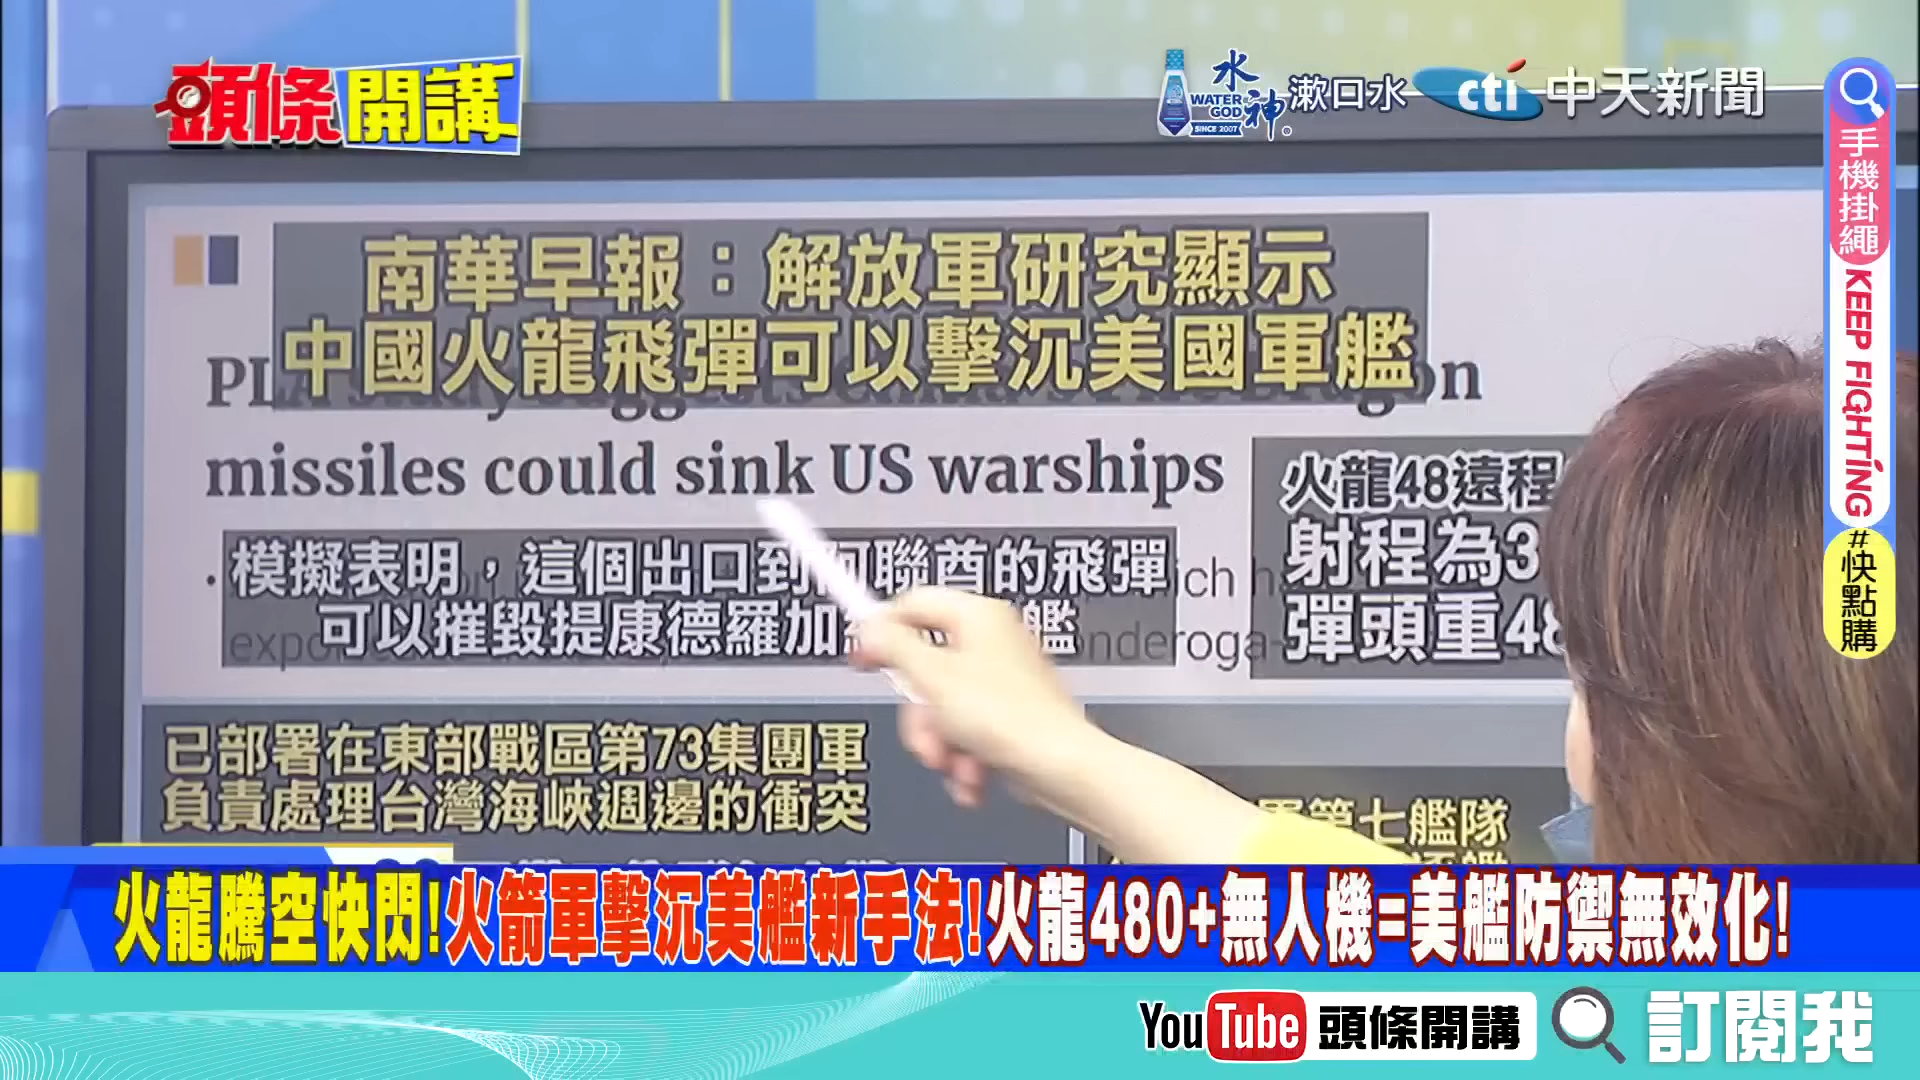 頭條開講
水神
WATER GOD
SINCE 2007
漱口水
cti 中天新聞
手機掛繩
KEEP FIGHTING
#快點購
南華早報：解放軍研究顯示
中國火龍飛彈可以擊沉美國軍艦
missiles could sink US warships
模擬表明，這個出口到阿聯酋的飛彈
可以摧毀提康德羅加
艦
火龍48遠程
射程為3
彈頭重48
已部署在東部戰區第73集團軍
負責處理台灣海峽週邊的衝突
軍第七艦隊
火龍騰空快閃!火箭軍擊沉美艦新手法!火龍480+無人機=美艦防禦無效化!
YouTube 頭條開講
訂閱我